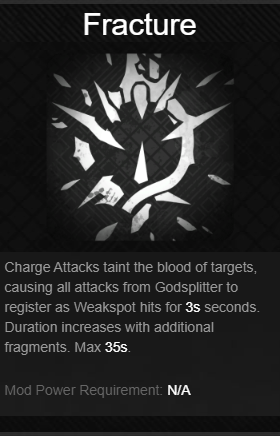 Fracture
Charge Attacks taint the blood of targets,
causing all attacks from Godsplitter to
register as Weakspot hits for 3s seconds.
Duration increases with additional
fragments. Max 35s.
Mod Power Requirement: N/A